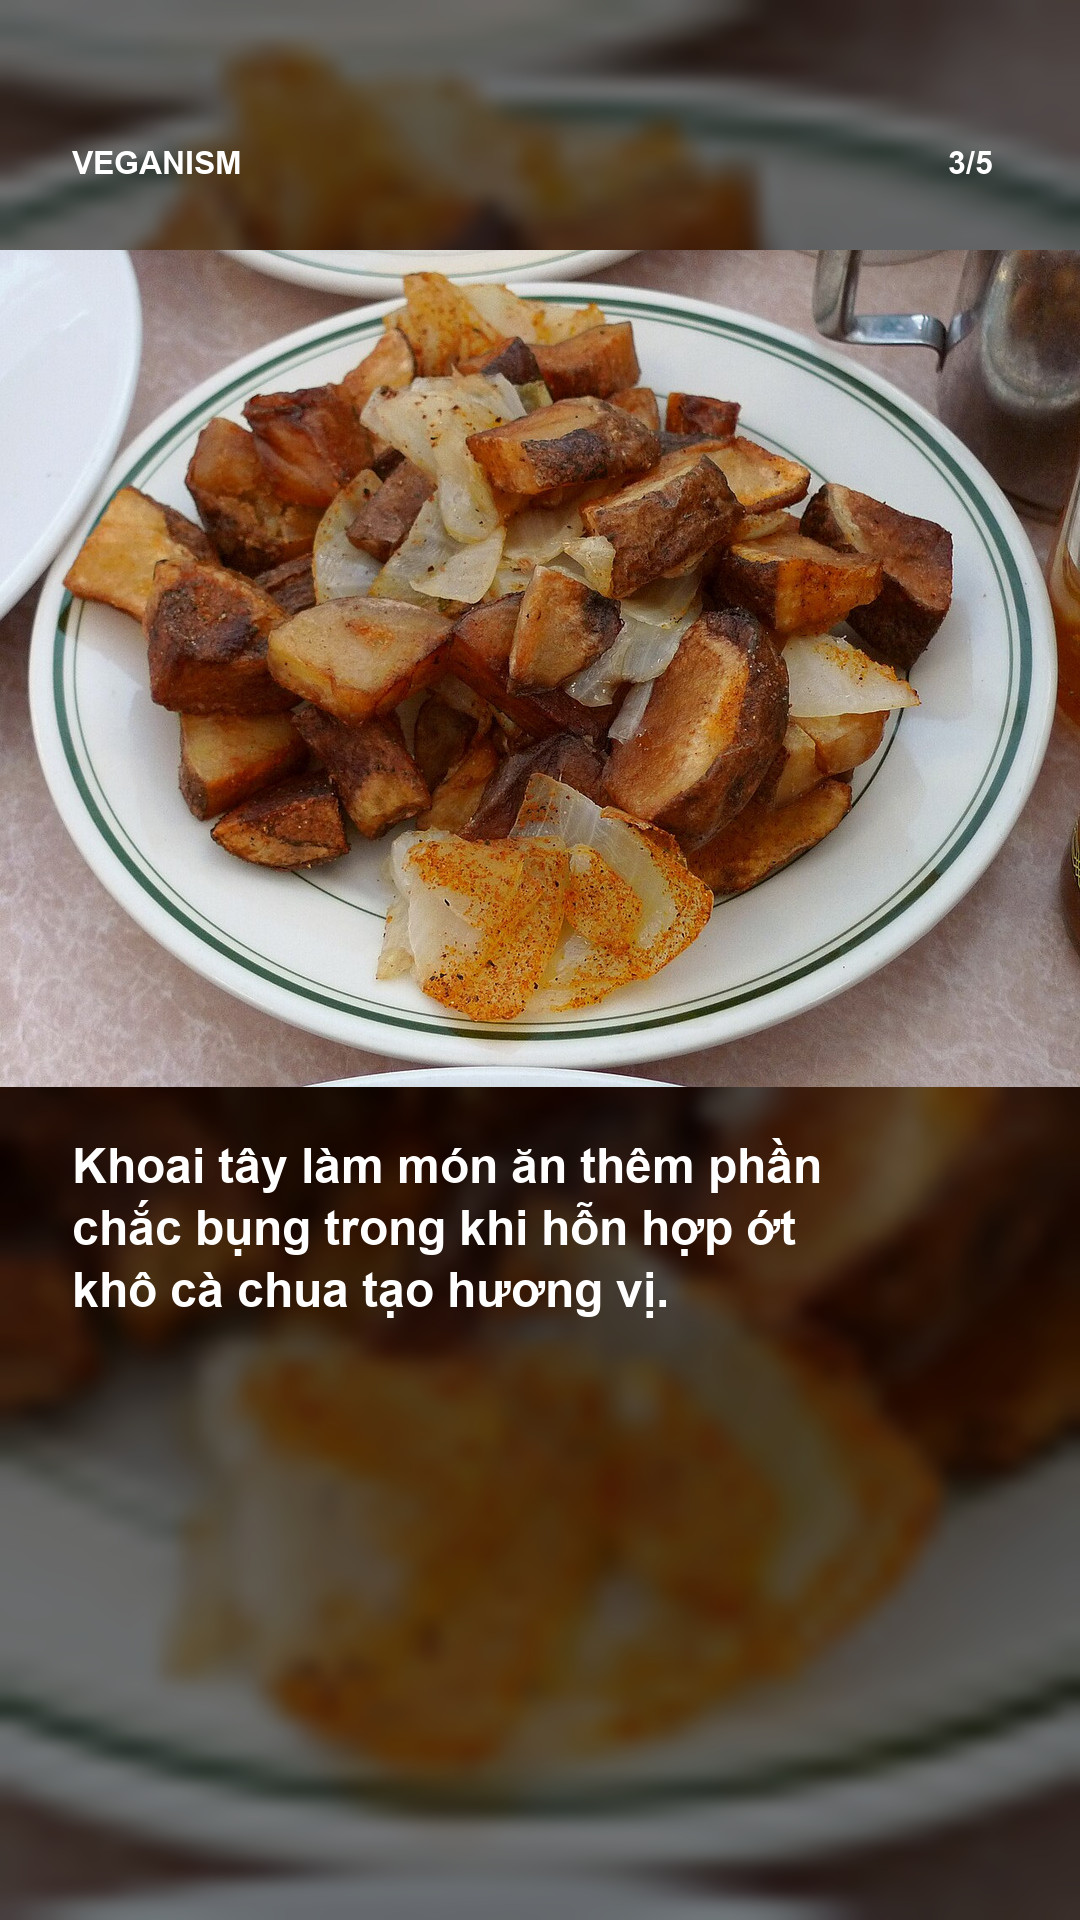 VEGANISM
3/5
Khoai tây làm món ăn thêm phần
chắc bụng trong khi hỗn hợp ớt
khô cà chua tạo hương vị.